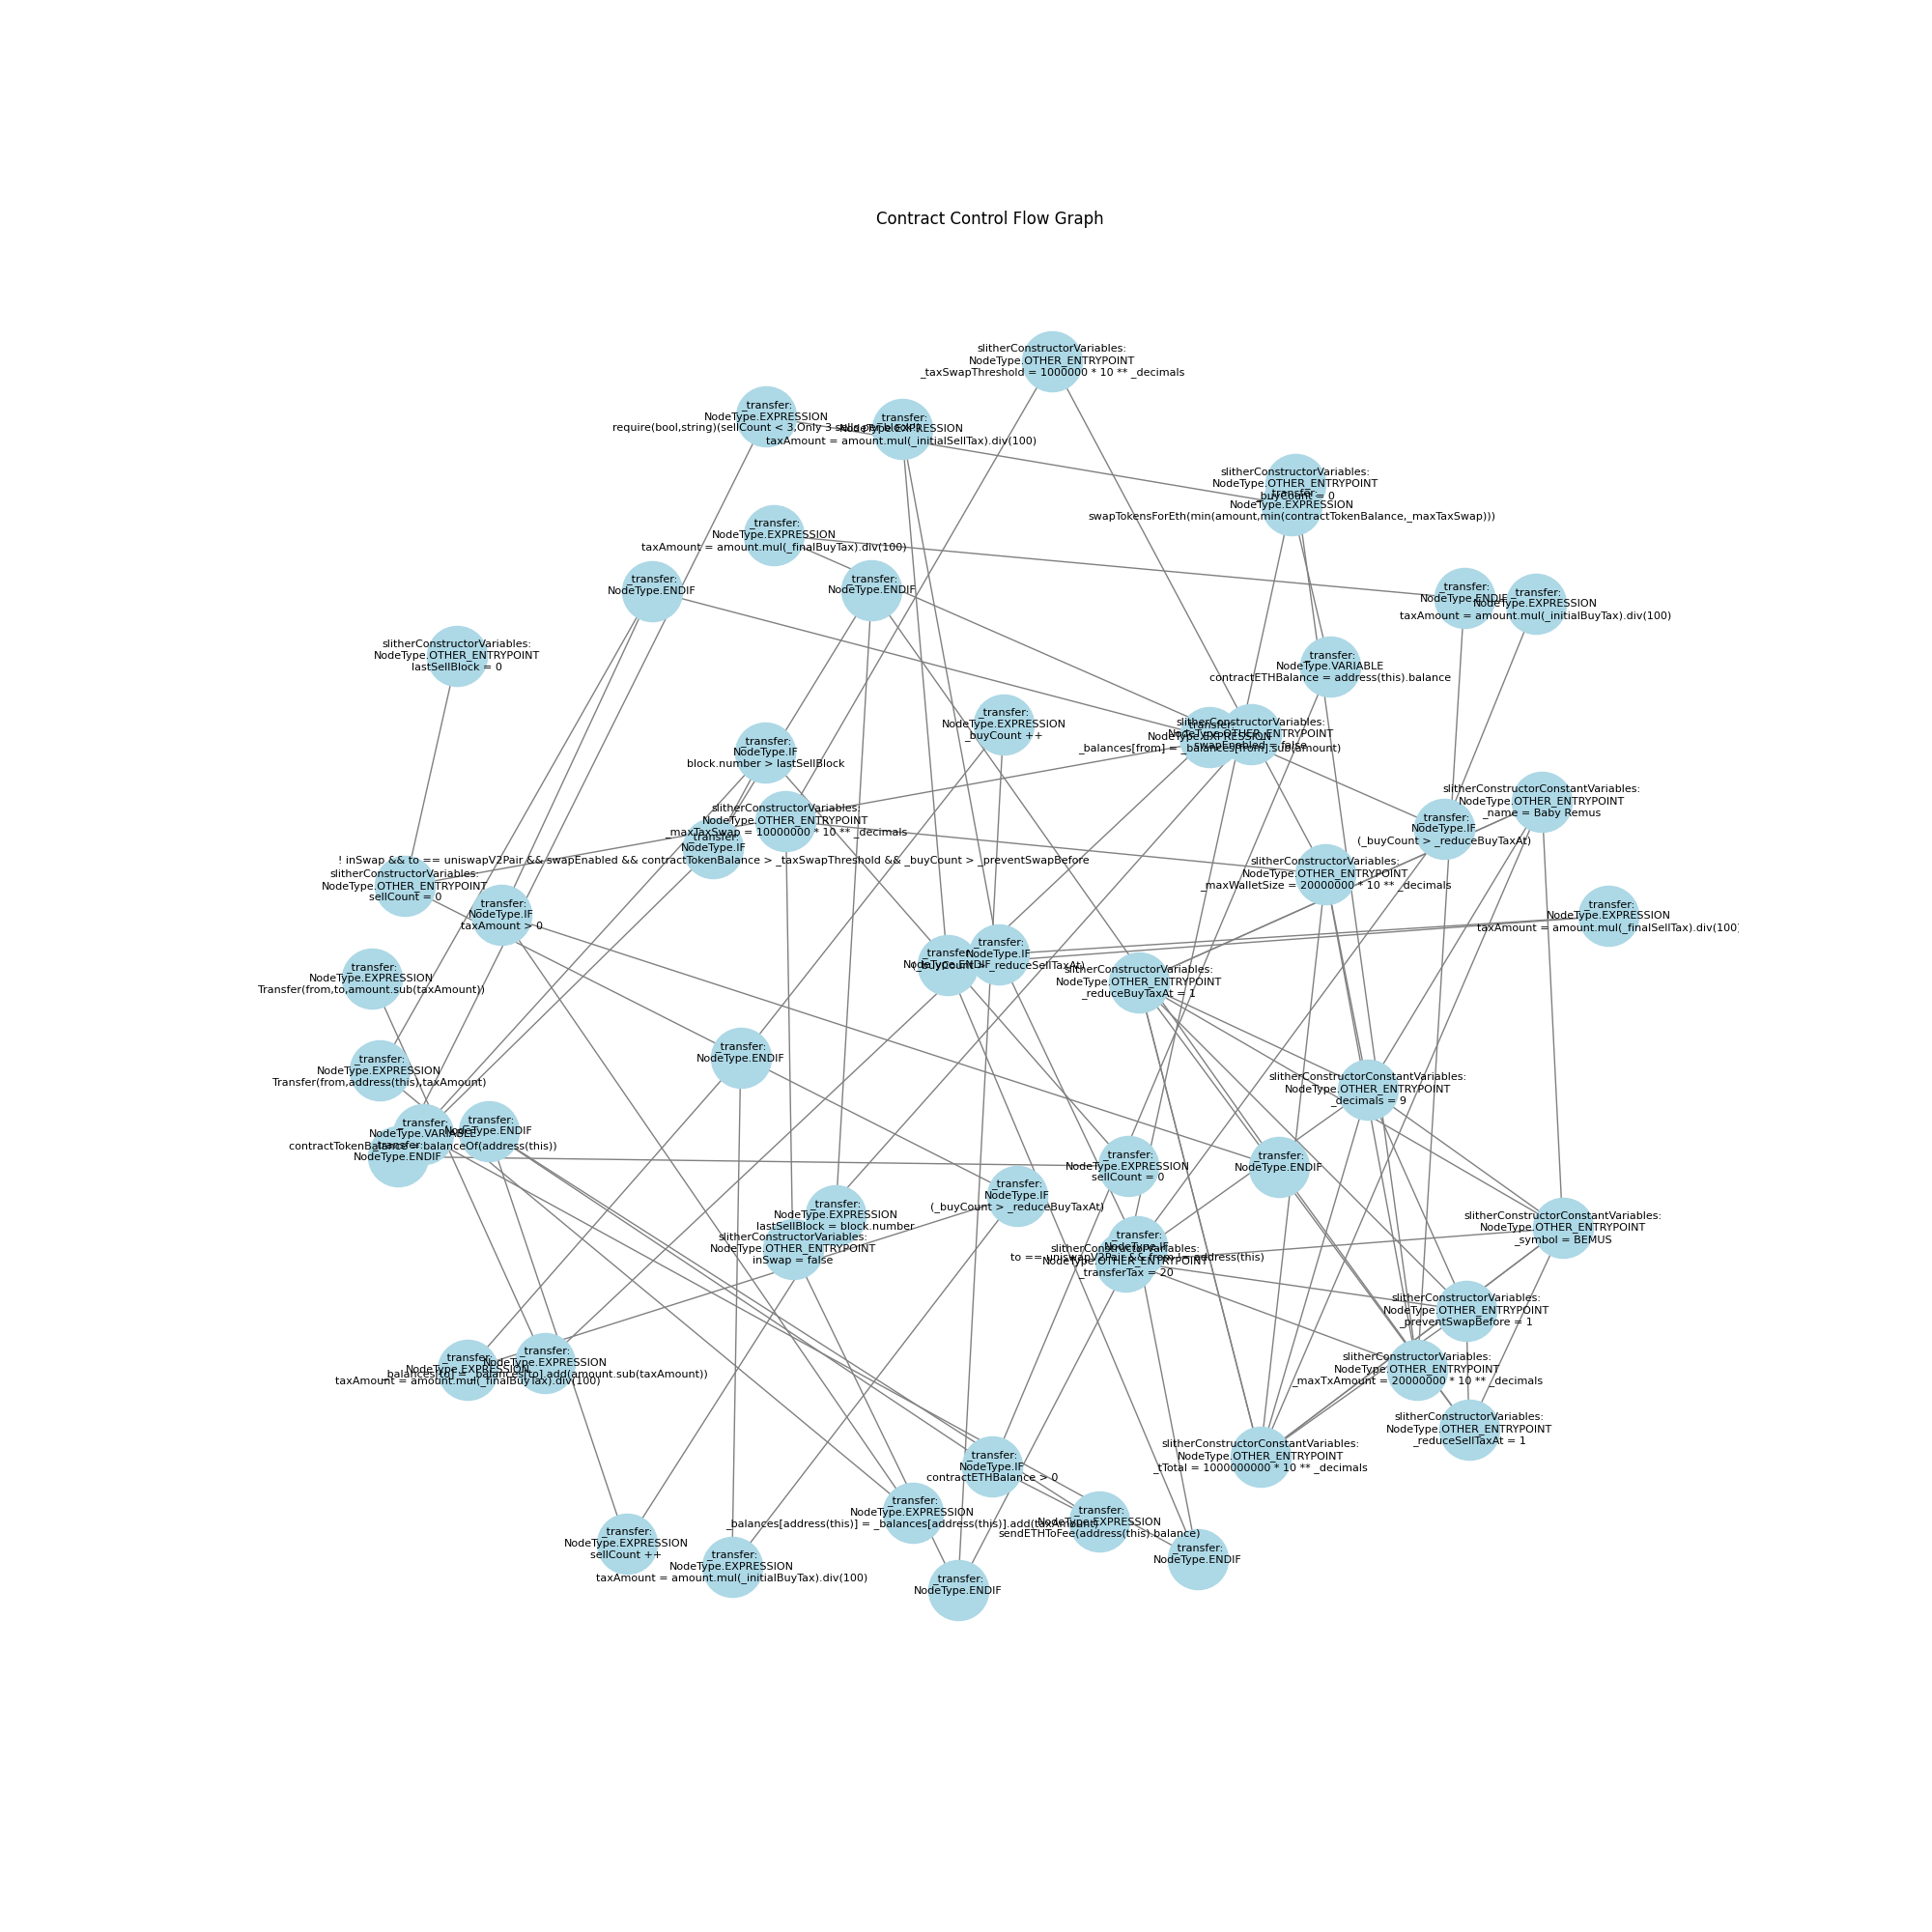 Contract Control Flow Graph
slitherConstructorVariables:
NodeType.OTHER_ENTRYPOINT
_taxSwapThreshold = 1000000 * 10 ** _decimals
_transfer:
NodeType.EXPRESSION
require(bool,string)(sellCount < 3,Only 3 sells per block!)
_transfer:
NodeType.EXPRESSION
taxAmount = amount.mul(_initialSellTax).div(100)
slitherConstructorVariables:
NodeType.OTHER_ENTRYPOINT
_buyCount = 0
_transfer:
NodeType.EXPRESSION
swapTokensForEth(min(amount,min(contractTokenBalance,_maxTaxSwap)))
_transfer:
NodeType.EXPRESSION
taxAmount = amount.mul(_finalBuyTax).div(100)
_transfer:
NodeType.ENDIF
_transfer:
NodeType.ENDIF
_transfer:
NodeType.ENDIF
_transfer:
NodeType.EXPRESSION
taxAmount = amount.mul(_initialBuyTax).div(100)
slitherConstructorVariables:
NodeType.OTHER_ENTRYPOINT
lastSellBlock = 0
_transfer:
NodeType.VARIABLE
contractETHBalance = address(this).balance
_transfer:
NodeType.EXPRESSION
_buyCount ++
slitherConstructorVariables:
NodeType.OTHER_ENTRYPOINT
swapEnabled = false
_transfer:
NodeType.EXPRESSION
_balances[from] = _balances[from].sub(amount)
_transfer:
NodeType.IF
block.number > lastSellBlock
slitherConstructorConstantVariables:
NodeType.OTHER_ENTRYPOINT
_name = Baby Remus
slitherConstructorVariables:
NodeType.OTHER_ENTRYPOINT
_maxTaxSwap = 10000000 * 10 ** _decimals
_transfer:
NodeType.IF
(_buyCount > _reduceBuyTaxAt)
_transfer:
NodeType.IF
! inSwap && to == uniswapV2Pair && swapEnabled && contractTokenBalance > _taxSwapThreshold && _buyCount > _preventSwapBefore
slitherConstructorVariables:
NodeType.OTHER_ENTRYPOINT
_maxWalletSize = 20000000 * 10 ** _decimals
slitherConstructorVariables:
NodeType.OTHER_ENTRYPOINT
sellCount = 0
_transfer:
NodeType.IF
taxAmount > 0
_transfer:
NodeType.EXPRESSION
taxAmount = amount.mul(_finalSellTax).div(100)
_transfer:
NodeType.ENDIF
_transfer:
NodeType.IF
(_buyCount > _reduceSellTaxAt)
_transfer:
NodeType.EXPRESSION
Transfer(from,to,amount.sub(taxAmount))
slitherConstructorVariables:
NodeType.OTHER_ENTRYPOINT
_reduceBuyTaxAt = 1
_transfer:
NodeType.ENDIF
_transfer:
NodeType.EXPRESSION
Transfer(from,address(this),taxAmount)
slitherConstructorConstantVariables:
NodeType.OTHER_ENTRYPOINT
_decimals = 9
_transfer:
NodeType.VARIABLE
contractTokenBalance = balanceOf(address(this))
_transfer:
NodeType.ENDIF
_transfer:
NodeType.ENDIF
_transfer:
NodeType.EXPRESSION
sellCount = 0
_transfer:
NodeType.ENDIF
_transfer:
NodeType.IF
(_buyCount > _reduceBuyTaxAt)
_transfer:
NodeType.EXPRESSION
lastSellBlock = block.number
slitherConstructorVariables:
NodeType.OTHER_ENTRYPOINT
inSwap = false
_transfer:
NodeType.IF
to == uniswapV2Pair && from != address(this)
slitherConstructorVariables:
NodeType.OTHER_ENTRYPOINT
_transferTax = 20
slitherConstructorConstantVariables:
NodeType.OTHER_ENTRYPOINT
_symbol = BEMUS
slitherConstructorVariables:
NodeType.OTHER_ENTRYPOINT
_preventSwapBefore = 1
_transfer:
NodeType.EXPRESSION
_balances[to] = _balances[to].add(amount.sub(taxAmount))
_transfer:
NodeType.EXPRESSION
taxAmount = amount.mul(_finalBuyTax).div(100)
slitherConstructorVariables:
NodeType.OTHER_ENTRYPOINT
_maxTxAmount = 20000000 * 10 ** _decimals
slitherConstructorVariables:
NodeType.OTHER_ENTRYPOINT
_reduceSellTaxAt = 1
slitherConstructorConstantVariables:
NodeType.OTHER_ENTRYPOINT
_tTotal = 1000000000 * 10 ** _decimals
_transfer:
NodeType.IF
contractETHBalance > 0
_transfer:
NodeType.EXPRESSION
_balances[address(this)] = _balances[address(this)].add(taxAmount)
_transfer:
NodeType.EXPRESSION
sendETHToFee(address(this).balance)
_transfer:
NodeType.EXPRESSION
sellCount ++
_transfer:
NodeType.EXPRESSION
taxAmount = amount.mul(_initialBuyTax).div(100)
_transfer:
NodeType.ENDIF
_transfer:
NodeType.ENDIF